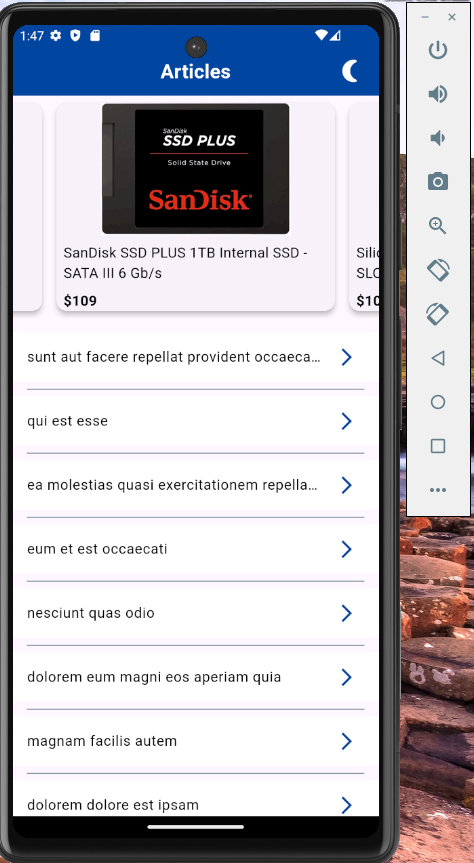 1:47
Articles
SanDisk
SSD PLUS
Solid State Drive
SanDisk®
SanDisk SSD PLUS 1TB Internal SSD -
SATA III 6 Gb/s
$109
Silic
SLC
$10
sunt aut facere repellat provident occaeca...
qui est esse
ea molestias quasi exercitationem repella...
eum et est occaecati
nesciunt quas odio
dolorem eum magni eos aperiam quia
magnam facilis autem
dolorem dolore est ipsam